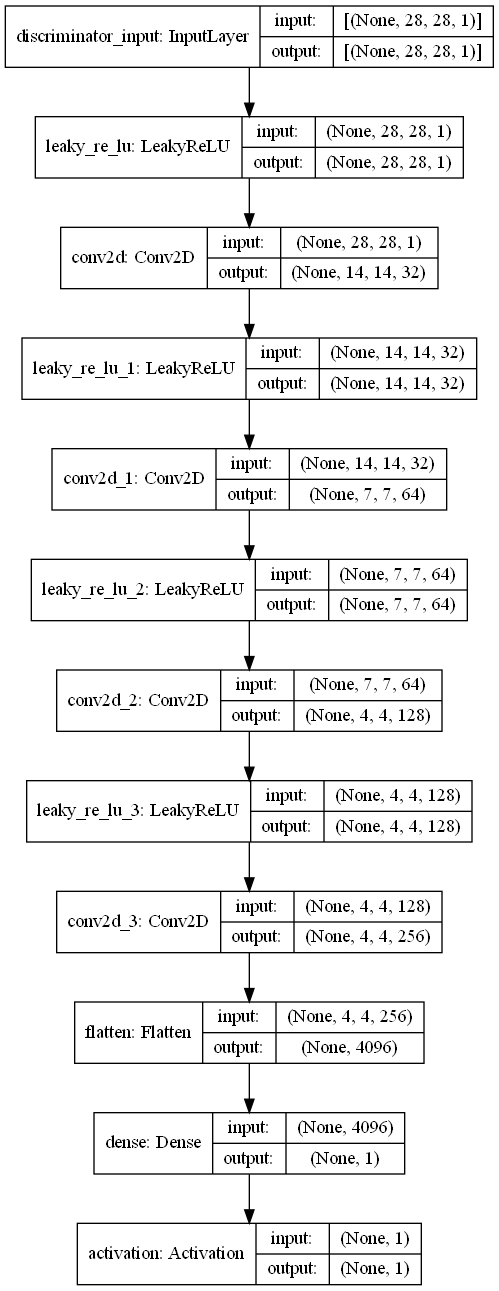 discriminator_input: InputLayer
input: [(None, 28, 28, 1)]
output: [(None, 28, 28, 1)]
leaky_re_lu: LeakyReLU
input: (None, 28, 28, 1)
output: (None, 28, 28, 1)
conv2d: Conv2D
input: (None, 28, 28, 1)
output: (None, 14, 14, 32)
leaky_re_lu_1: LeakyReLU
input: (None, 14, 14, 32)
output: (None, 14, 14, 32)
conv2d_1: Conv2D
input: (None, 14, 14, 32)
output: (None, 7, 7, 64)
leaky_re_lu_2: LeakyReLU
input: (None, 7, 7, 64)
output: (None, 7, 7, 64)
conv2d_2: Conv2D
input: (None, 7, 7, 64)
output: (None, 4, 4, 128)
leaky_re_lu_3: LeakyReLU
input: (None, 4, 4, 128)
output: (None, 4, 4, 128)
conv2d_3: Conv2D
input: (None, 4, 4, 128)
output: (None, 4, 4, 256)
flatten: Flatten
input: (None, 4, 4, 256)
output: (None, 4096)
dense: Dense
input: (None, 4096)
output: (None, 1)
activation: Activation
input: (None, 1)
output: (None, 1)